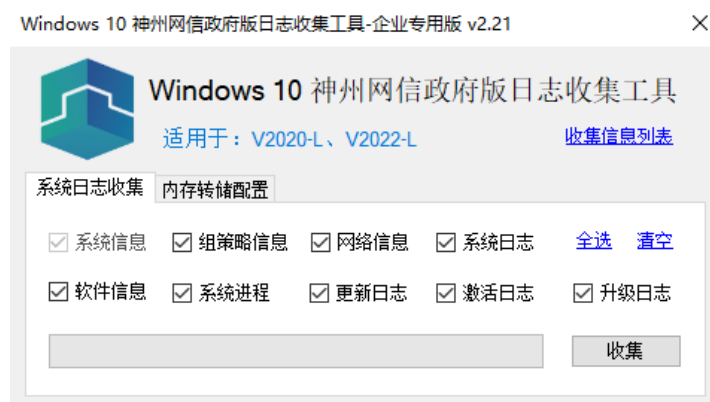 Windows 10 神州网信政府版日志收集工具-企业专用版 v2.21
Windows 10 神州网信政府版日志收集工具
适用于：V2020-L、V2022-L 收集信息列表
系统日志收集 内存转储配置
系统信息 组策略信息 网络信息 系统日志 全选 清空
软件信息 系统进程 更新日志 激活日志 升级日志
收集